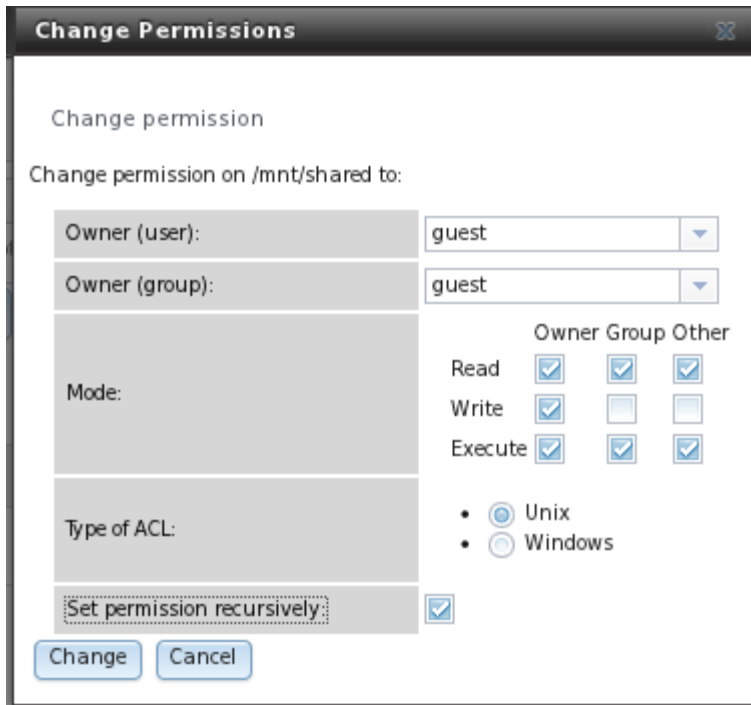 Change Permissions
Change permission
Change permission on /mnt/shared to:
Owner (user): guest
Owner (group): guest
Mode:
Owner Group Other
Read
Write
Execute
Type of ACL:
Unix
Windows
Set permission recursively:
Change Cancel